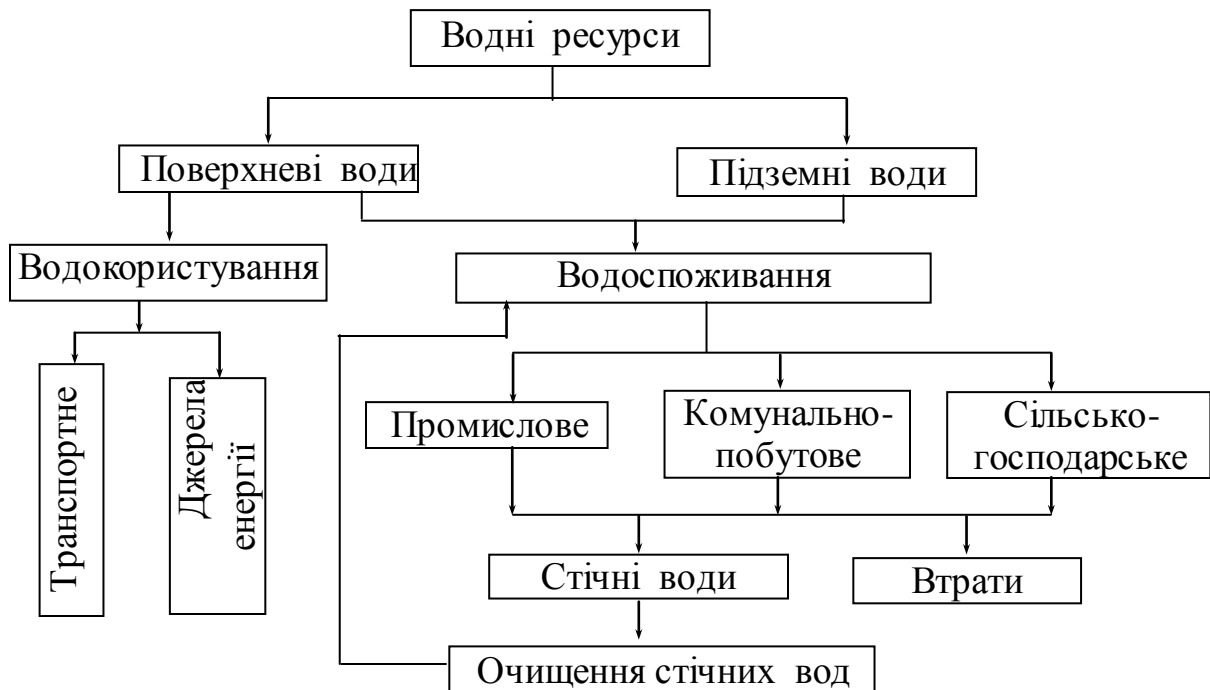 Водні ресурси
Поверхневі води
Підземні води
Водокористування
Водоспоживання
Транспортне
Джерела
енергії
Промислове
Комунально-
побутове
Сільсько-
господарське
Стічні води
Втрати
Очищення стічних вод